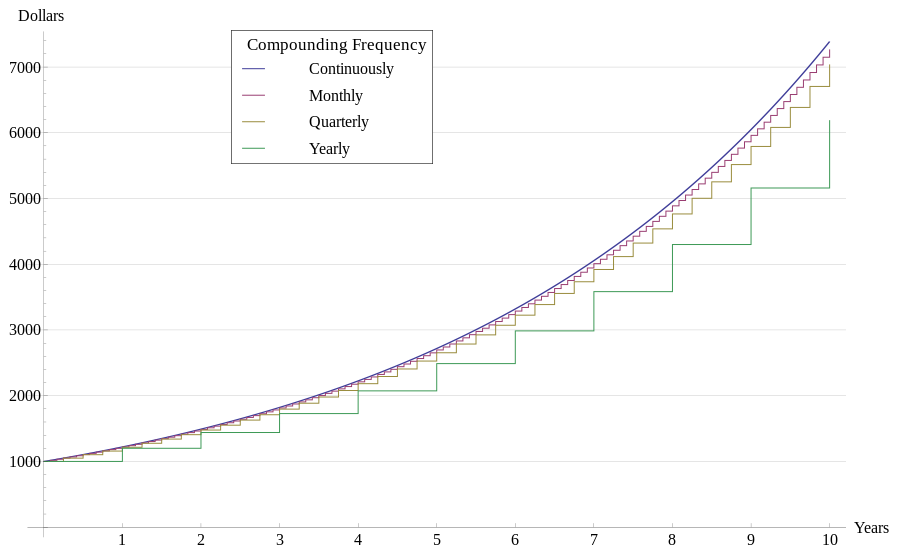 Dollars
Compounding Frequency
Continuously
Monthly
Quarterly
Yearly
7000
6000
5000
4000
3000
2000
1000
1 2 3 4 5 6 7 8 9 10
Years